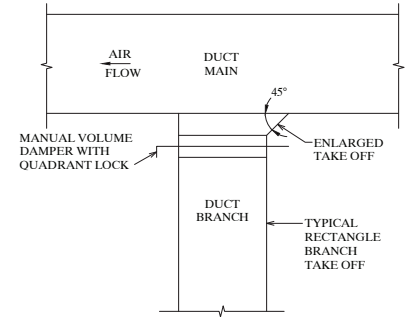 AIR
FLOW
DUCT
MAIN
45°
MANUAL VOLUME
DAMPER WITH
QUADRANT LOCK
ENLARGED
TAKE OFF
DUCT
BRANCH
TYPICAL
RECTANGLE
BRANCH
TAKE OFF